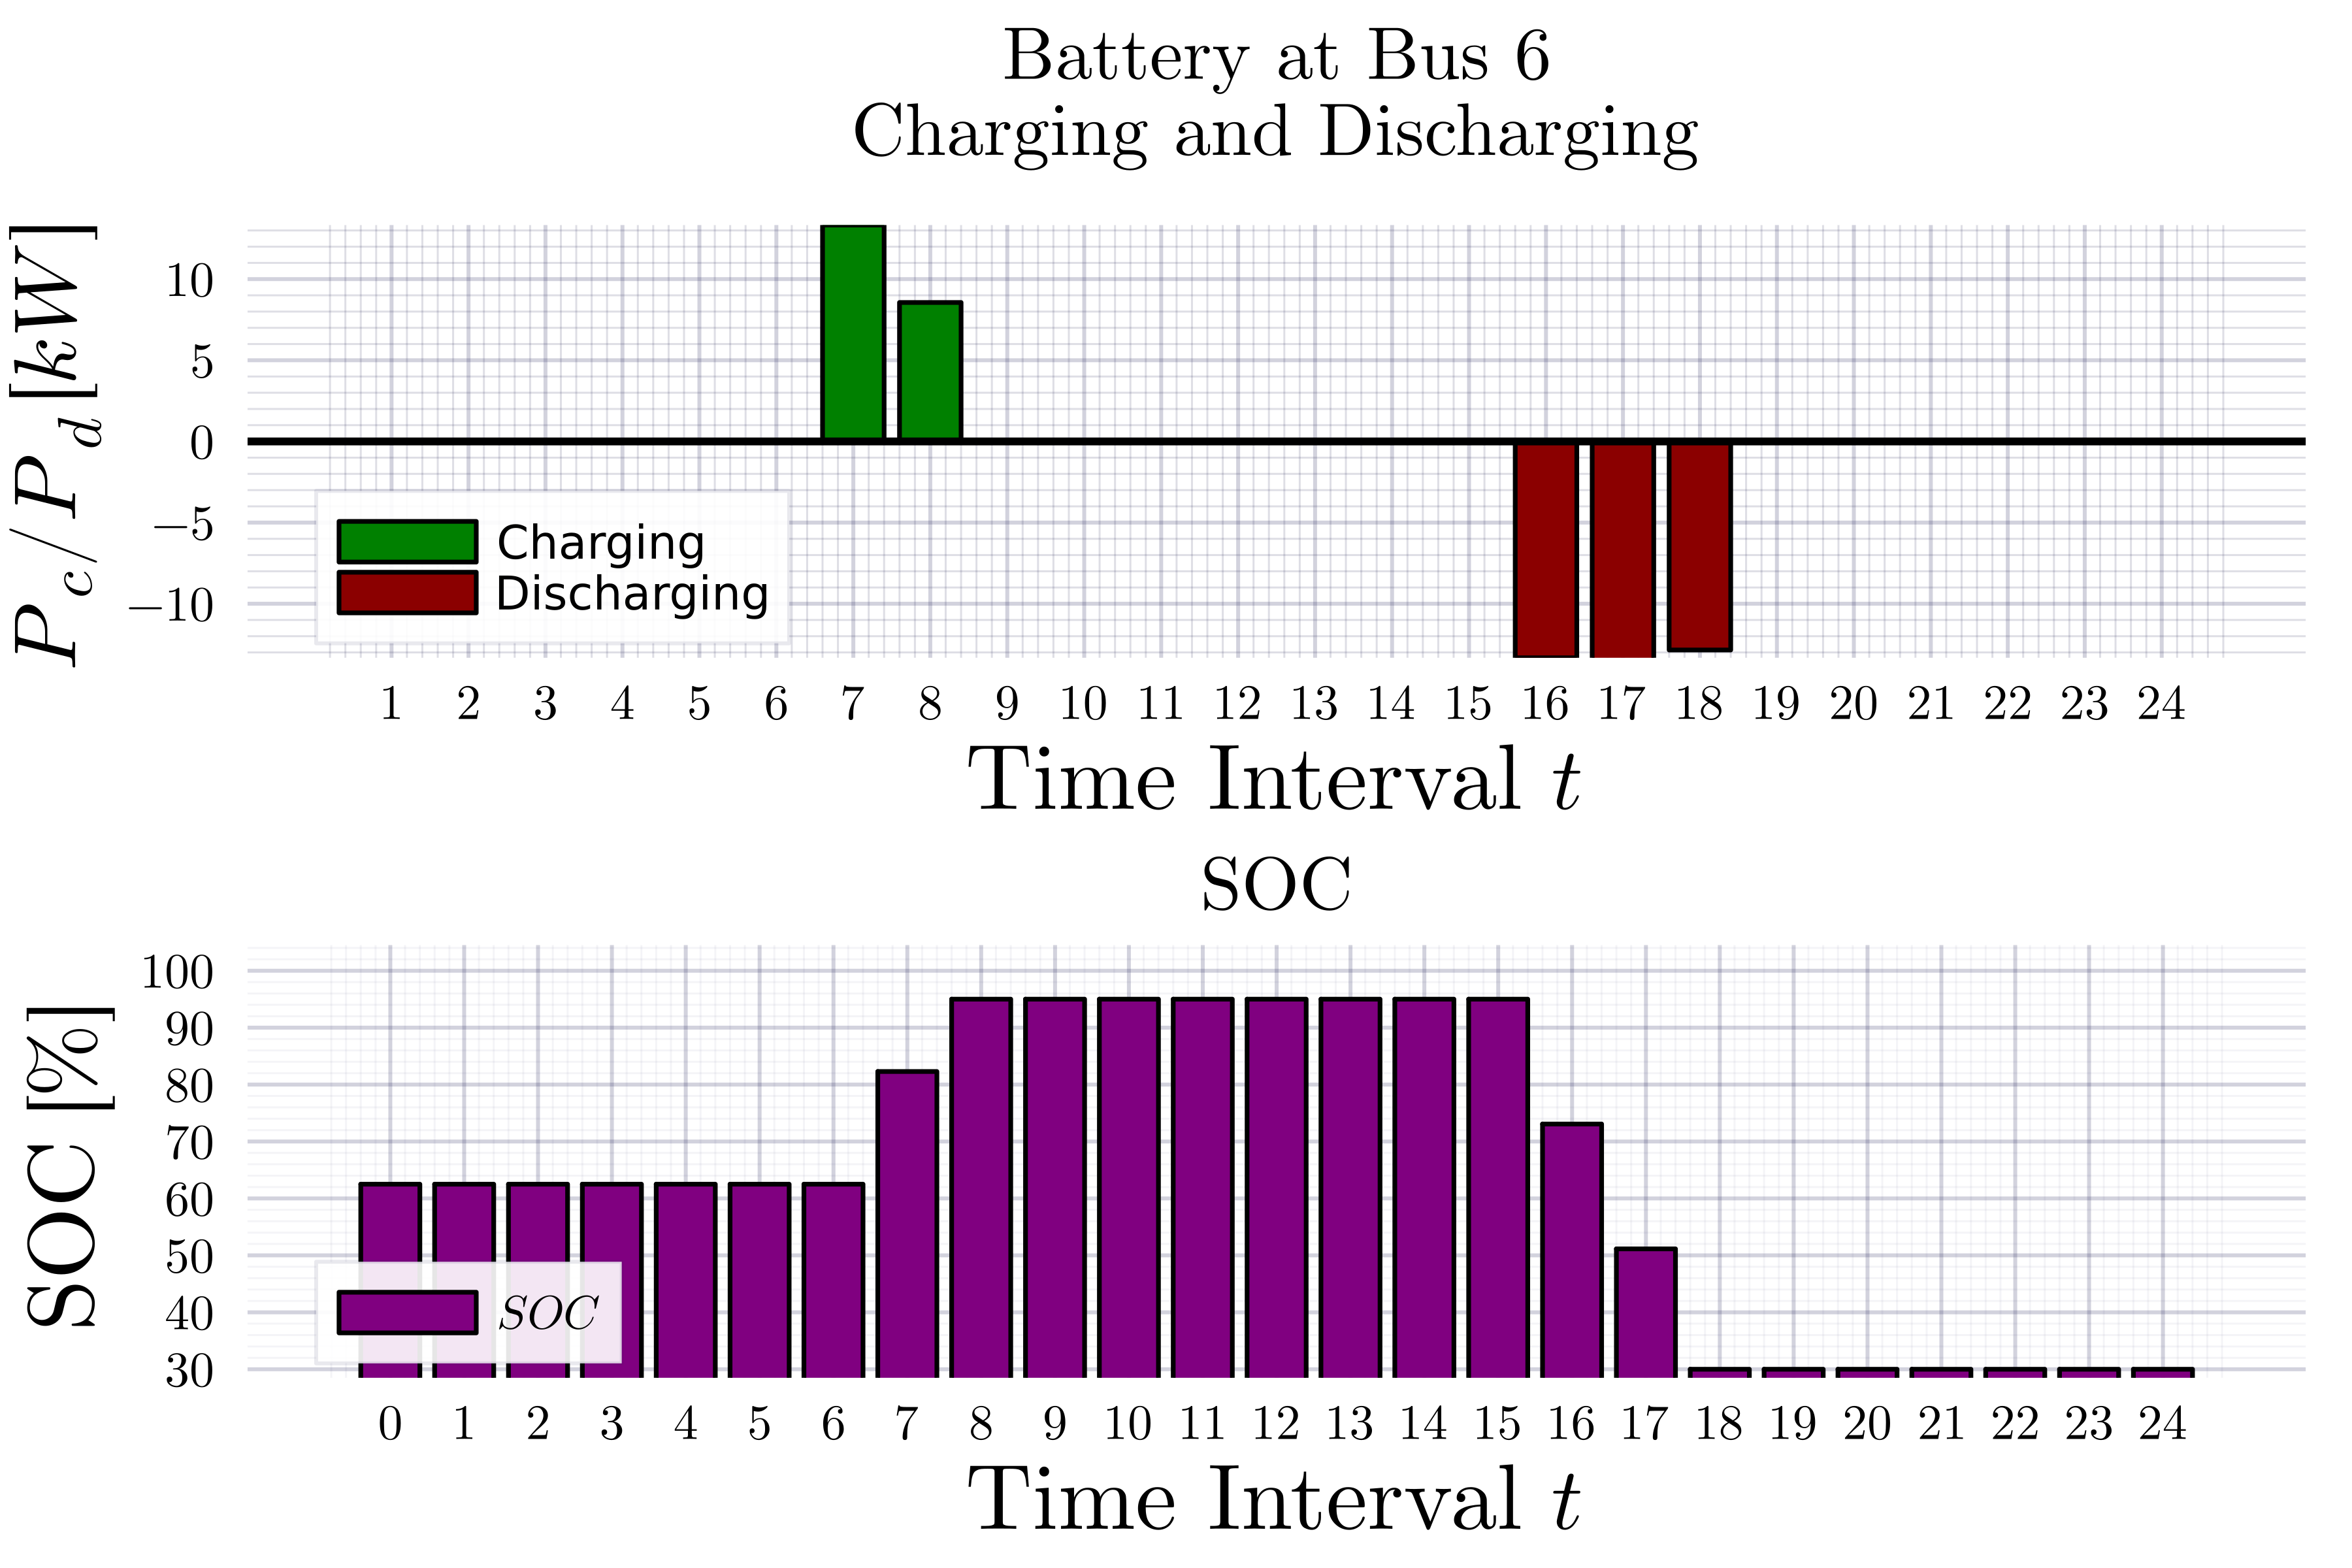 Battery at Bus 6
Charging and Discharging
P_c/P_d [kW]
10
5
0
−5
−10
Charging
Discharging
1 2 3 4 5 6 7 8 9 10 11 12 13 14 15 16 17 18 19 20 21 22 23 24
Time Interval t
SOC
SOC [%]
100
90
80
70
60
50
40
30
SOC
0 1 2 3 4 5 6 7 8 9 10 11 12 13 14 15 16 17 18 19 20 21 22 23 24
Time Interval t